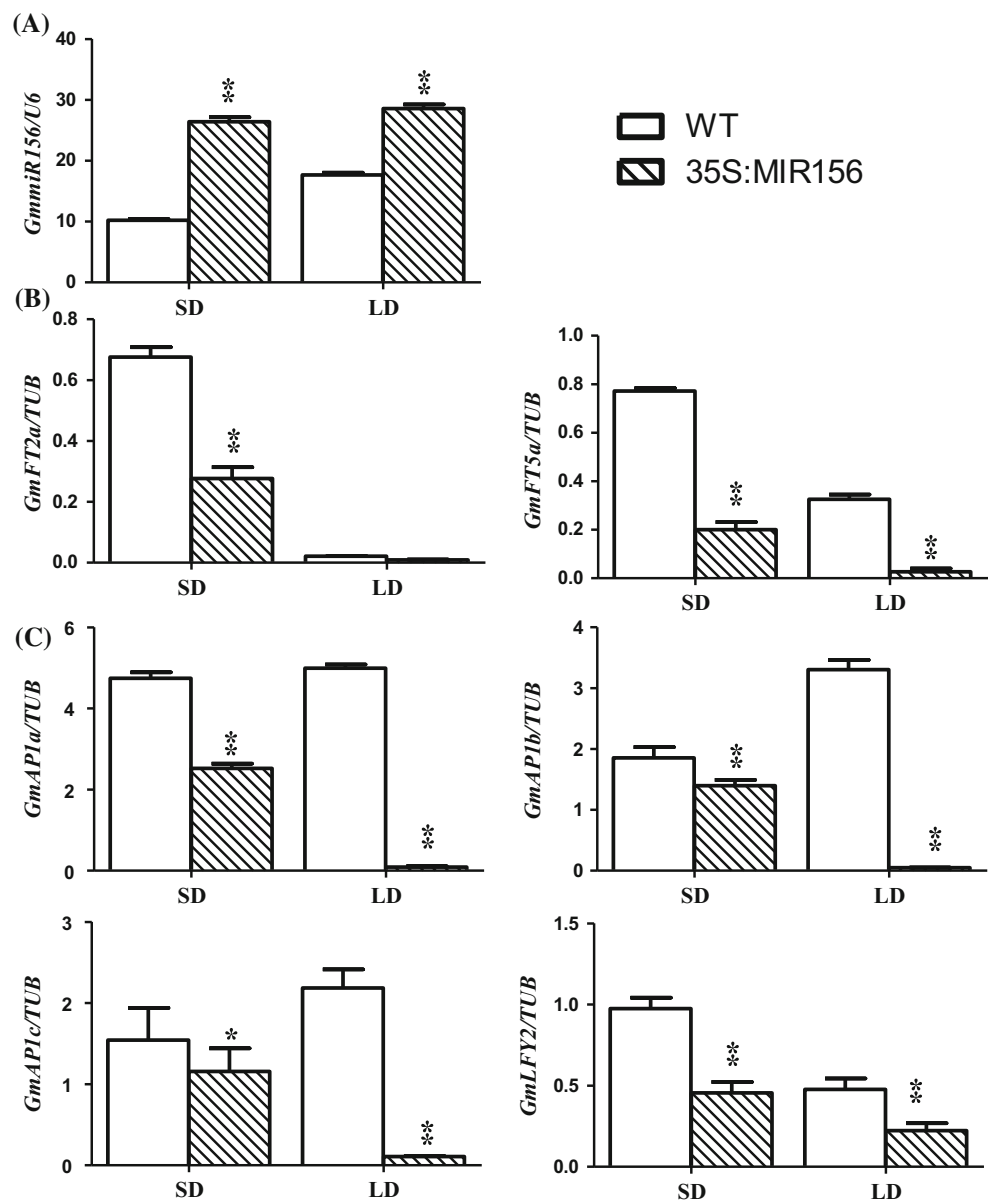 (A)
GmmiR156/U6
40
30
20
10
0
SD
LD
**
**
WT
35S:MIR156
(B)
GmFT2a/TUB
0.8
0.6
0.4
0.2
0.0
SD
LD
**
GmFT5a/TUB
1.0
0.8
0.6
0.4
0.2
0.0
SD
LD
**
**
(C)
GmAP1a/TUB
6
4
2
0
SD
LD
**
**
GmAP1b/TUB
4
3
2
1
0
SD
LD
**
**
GmAP1c/TUB
3
2
1
0
SD
LD
*
**
GmLFY2/TUB
1.5
1.0
0.5
0.0
SD
LD
**
**